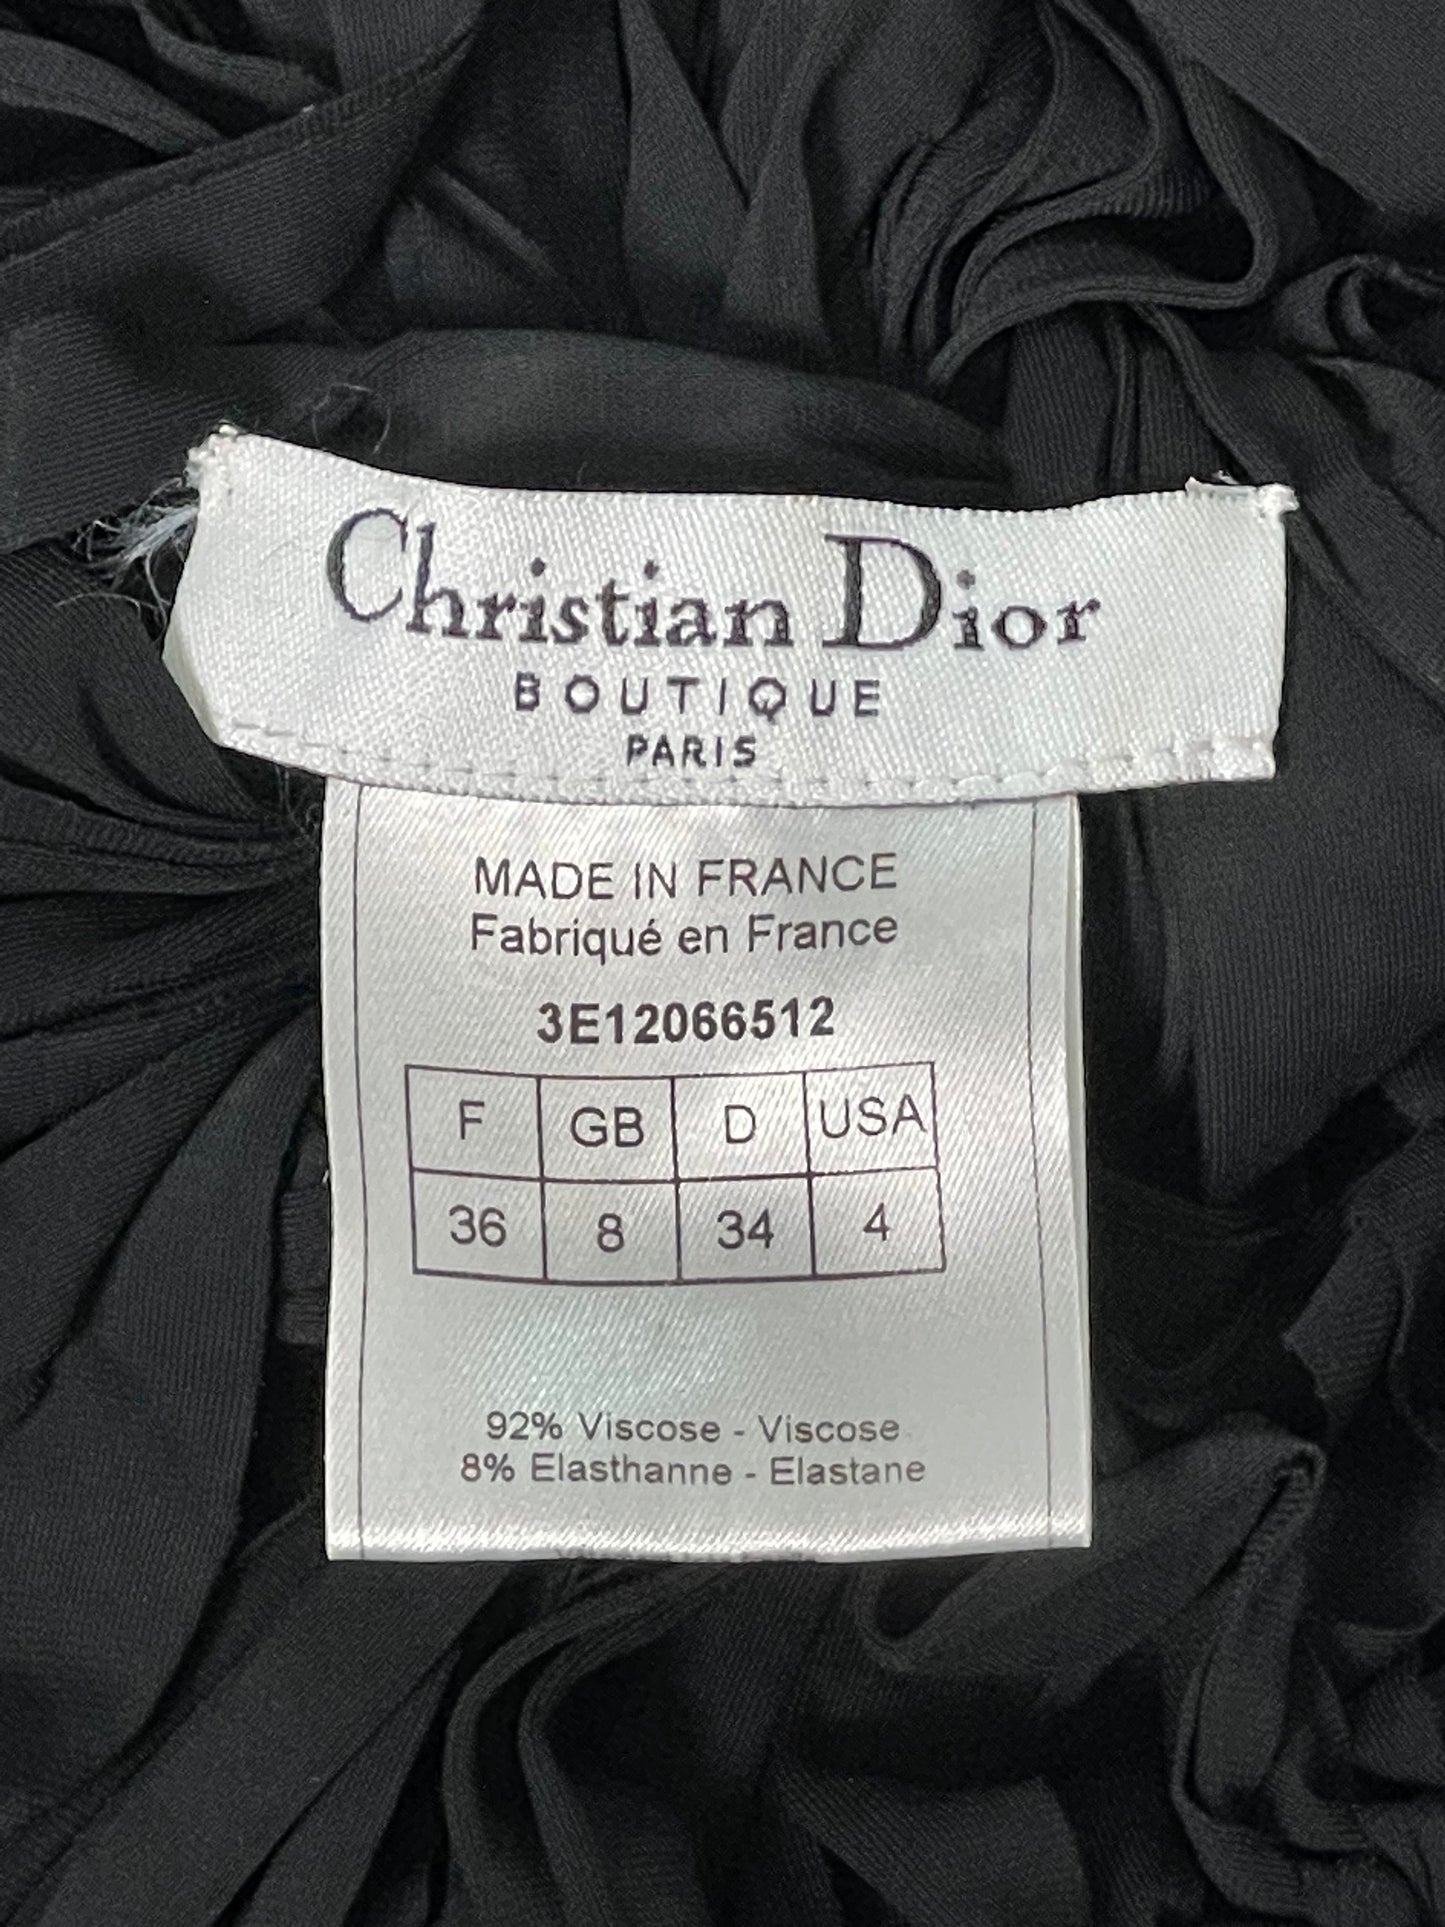 Christian Dior
BOUTIQUE
PARIS
MADE IN FRANCE
Fabriqué en France
3E12066512
F GB D USA
36 8 34 4
92% Viscose - Viscose
8% Elasthanne - Elastane